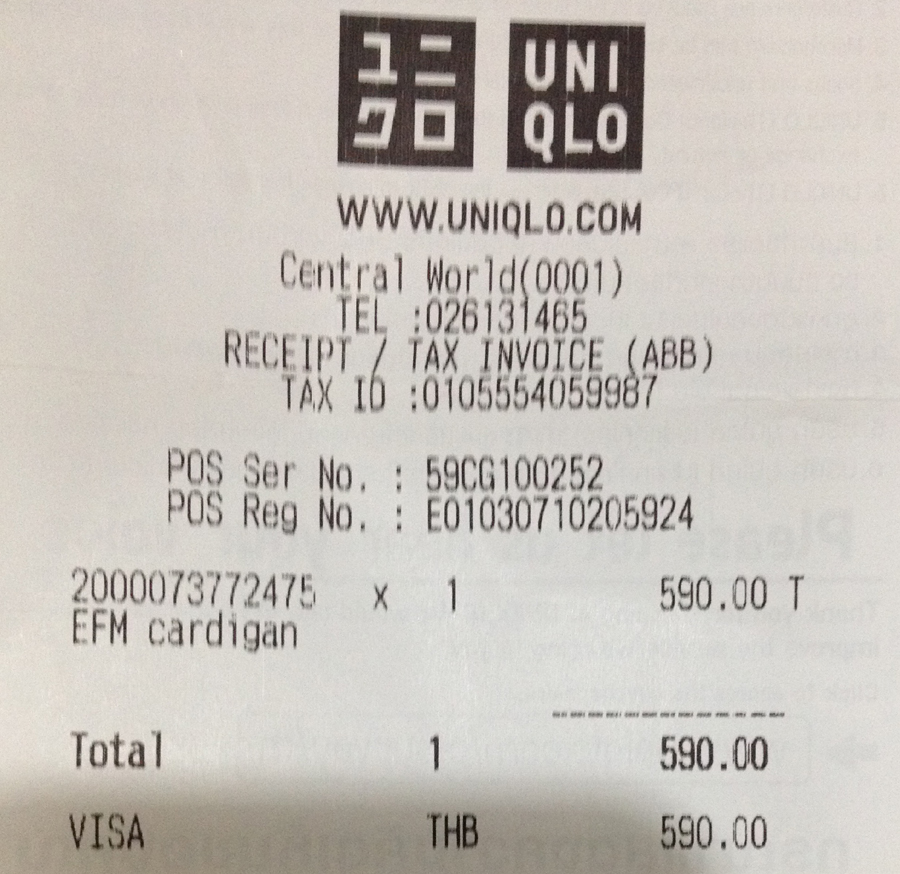 ユニ
クロ
UNI
QLO
WWW.UNIQLO.COM
Central World(0001)
TEL :026131465
RECEIPT / TAX INVOICE (ABB)
TAX ID :0105554059987
POS Ser No. : 59CG100252
POS Reg No. : E01030710205924
2000073772475 x 1 590.00 T
EFM cardigan
Total 1 590.00
VISA THB 590.00